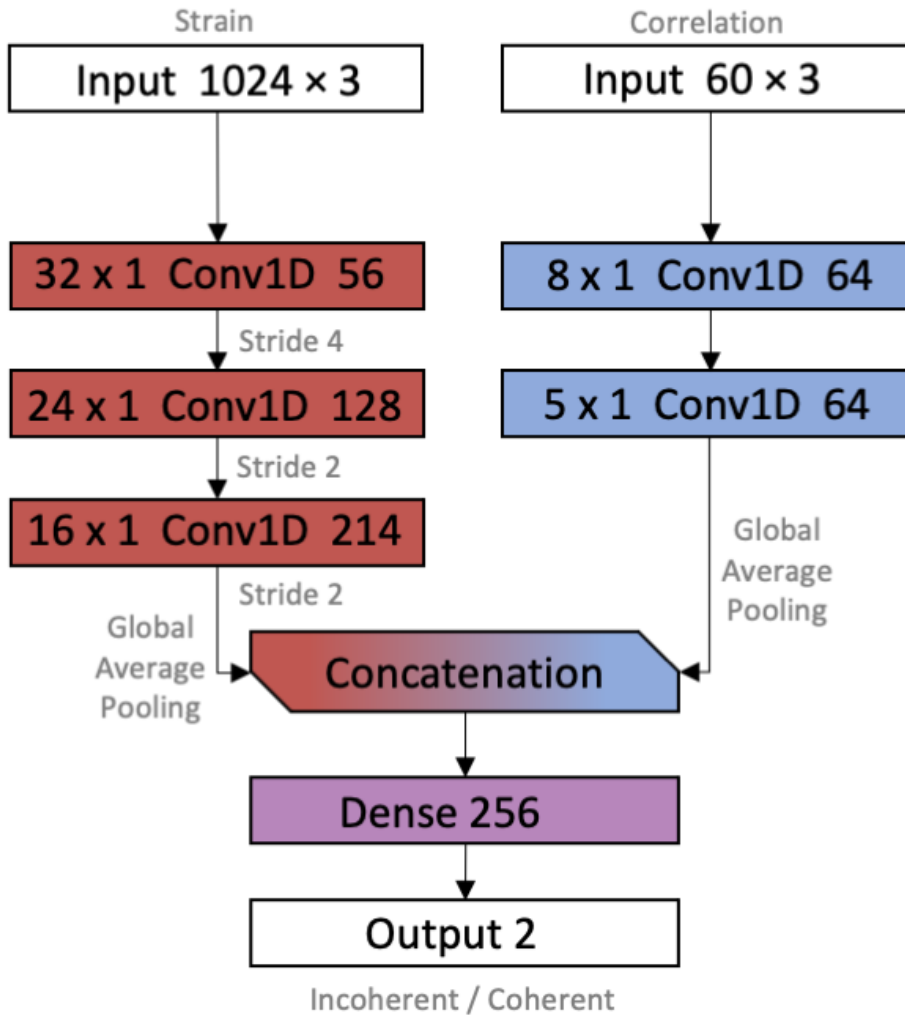 Strain
Input 1024 × 3
32 x 1 Conv1D 56
Stride 4
24 x 1 Conv1D 128
Stride 2
16 x 1 Conv1D 214
Stride 2
Global
Average
Pooling
Correlation
Input 60 × 3
8 x 1 Conv1D 64
5 x 1 Conv1D 64
Global
Average
Pooling
Concatenation
Dense 256
Output 2
Incoherent / Coherent